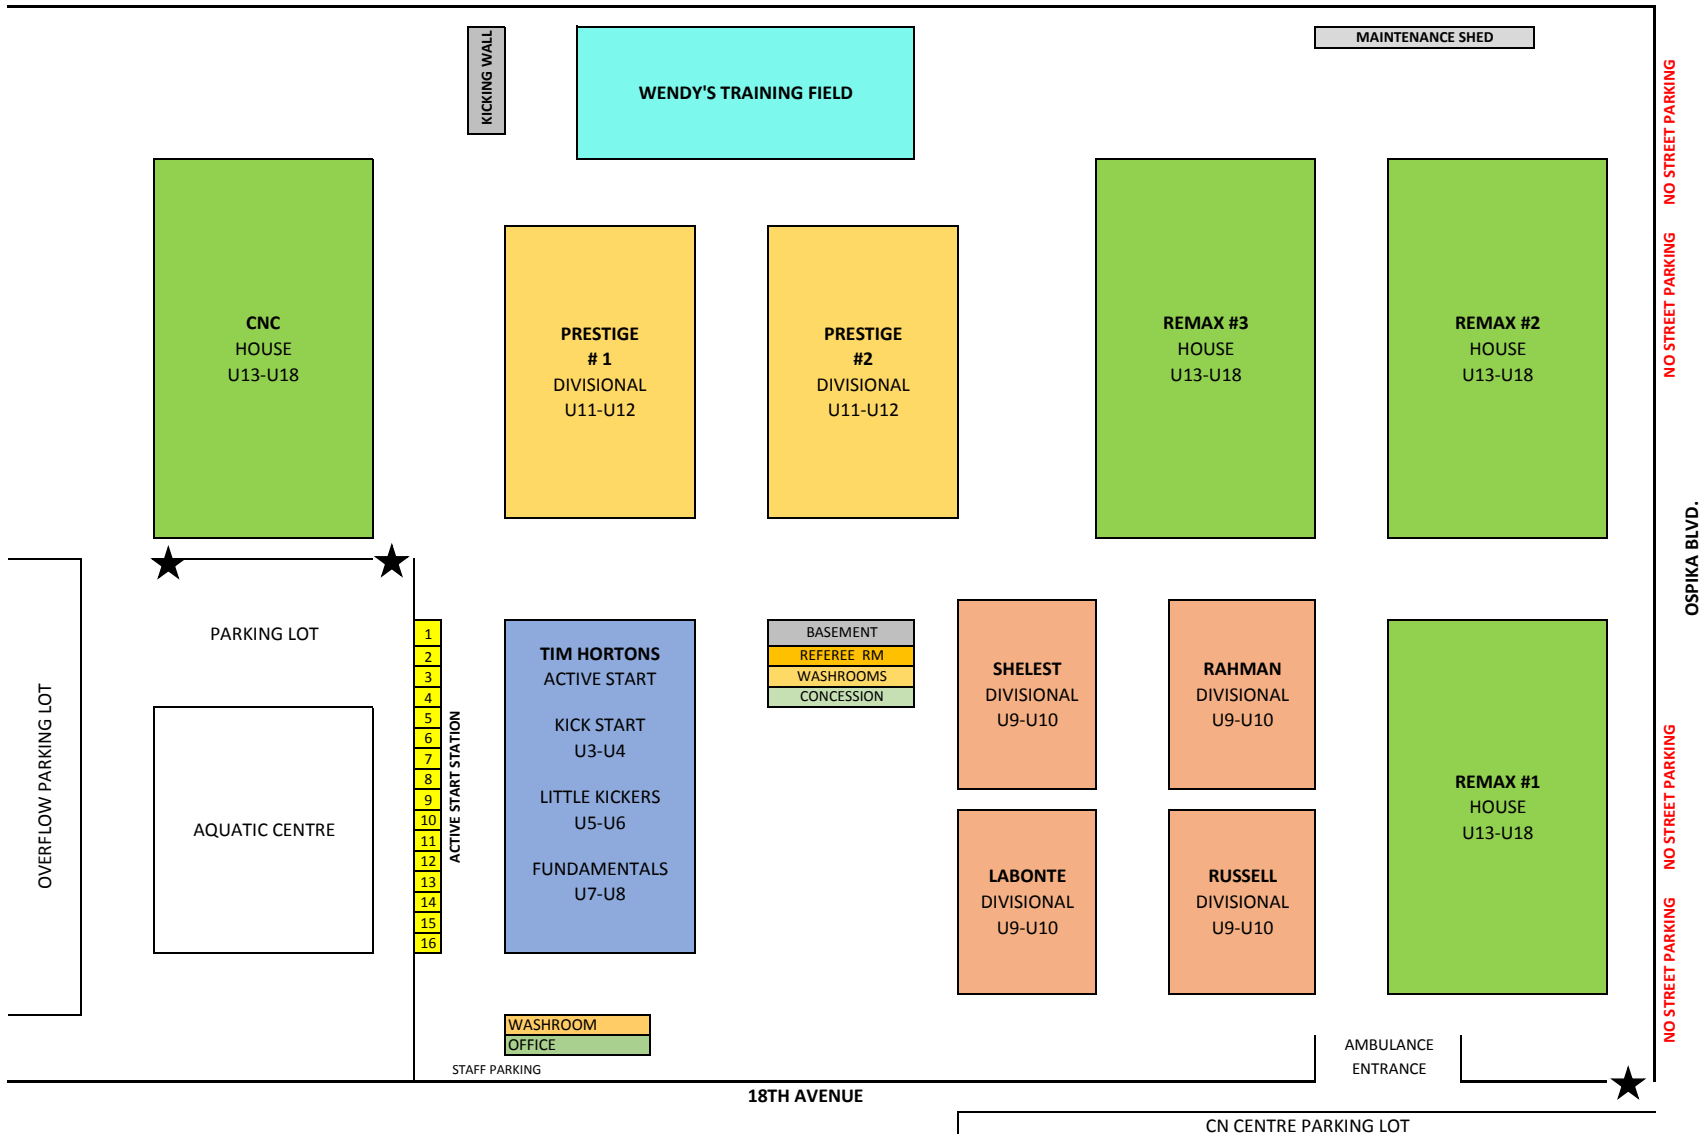 KICKING WALL
WENDY'S TRAINING FIELD
MAINTENANCE SHED
NO STREET PARKING
NO STREET PARKING
CNC
HOUSE
U13-U18
PRESTIGE
# 1
DIVISIONAL
U11-U12
PRESTIGE
#2
DIVISIONAL
U11-U12
REMAX #3
HOUSE
U13-U18
REMAX #2
HOUSE
U13-U18
OSPIKA BLVD.
OVERFLOW PARKING LOT
PARKING LOT
AQUATIC CENTRE
1
2
3
4
5
6
7
8
9
10
11
12
13
14
15
16
ACTIVE START STATION
TIM HORTONS
ACTIVE START
KICK START
U3-U4
LITTLE KICKERS
U5-U6
FUNDAMENTALS
U7-U8
BASEMENT
REFEREE RM
WASHROOMS
CONCESSION
SHELEST
DIVISIONAL
U9-U10
RAHMAN
DIVISIONAL
U9-U10
LABONTE
DIVISIONAL
U9-U10
RUSSELL
DIVISIONAL
U9-U10
REMAX #1
HOUSE
U13-U18
NO STREET PARKING
NO STREET PARKING
WASHROOM
OFFICE
STAFF PARKING
AMBULANCE
ENTRANCE
18TH AVENUE
CN CENTRE PARKING LOT